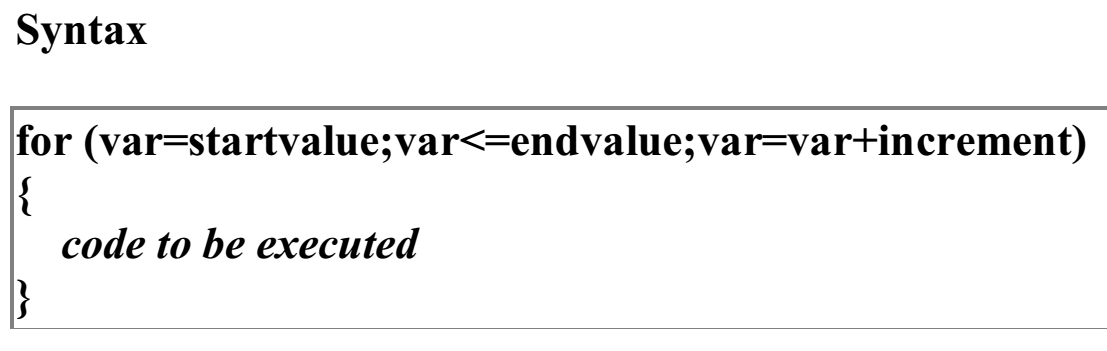 Syntax
for (var=startvalue;var<=endvalue;var=var+increment)
{
code to be executed
}